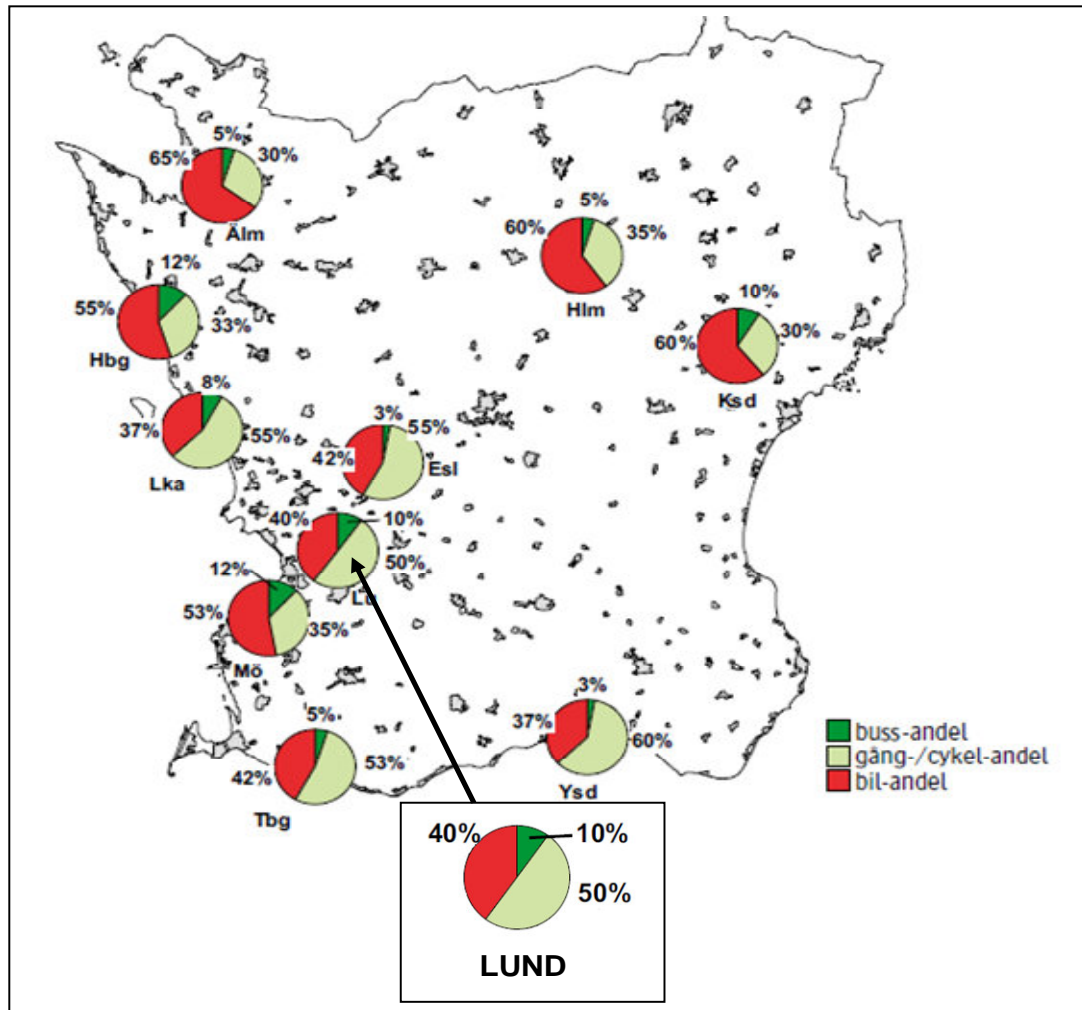 5%
65%
30%
Älm
5%
60%
35%
Hlm
12%
55%
33%
Hbg
10%
60%
30%
Ksd
8%
37%
55%
Lka
3%
55%
42%
Esl
40%
10%
50%
Lu
12%
53%
35%
Mö
5%
42%
53%
Tbg
3%
37%
60%
Ysd
buss-andel
gång-/cykel-andel
bil-andel
40%
10%
50%
LUND